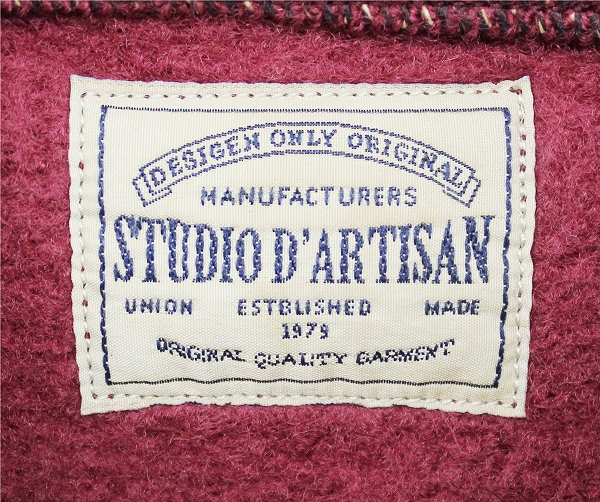 DESIGEN ONLY ORIGINAL
MANUFACTURERS
STUDIO D'ARTISAN
UNION ESTBLISHED MADE
1979
ORIGINAL QUALITY GARMENT